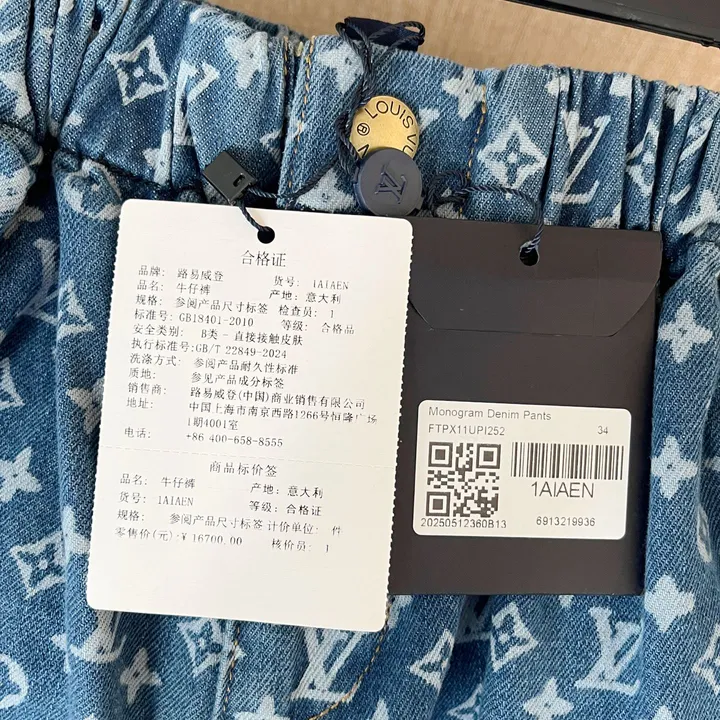 ® LOUIS VU
LV
合格证
品牌: 路易威登 货号: 1AIAEN
品名: 牛仔裤 产地: 意大利
规格: 参阅产品尺寸标签 检查员: 1
标准号: GB18401-2010 等级: 合格品
安全类别: B类 - 直接接触皮肤
执行标准号:GB/T 22849-2024
洗涤方式: 参阅产品耐久性标准
质地: 参见产品成分标签
销售商: 路易威登(中国)商业销售有限公司
地址: 中国上海市南京西路1266号恒隆广场
1期4001室
电话: +86 400-658-8555
商品标价签
品名: 牛仔裤 产地: 意大利
货号: 1AIAEN 等级: 合格证
规格: 参阅产品尺寸标签 计价单位: 件
零售价(元):¥ 16700.00 核价员: 1
Monogram Denim Pants
FTPX11UPI252 34
1AIAEN
20250512360B13 6913219936